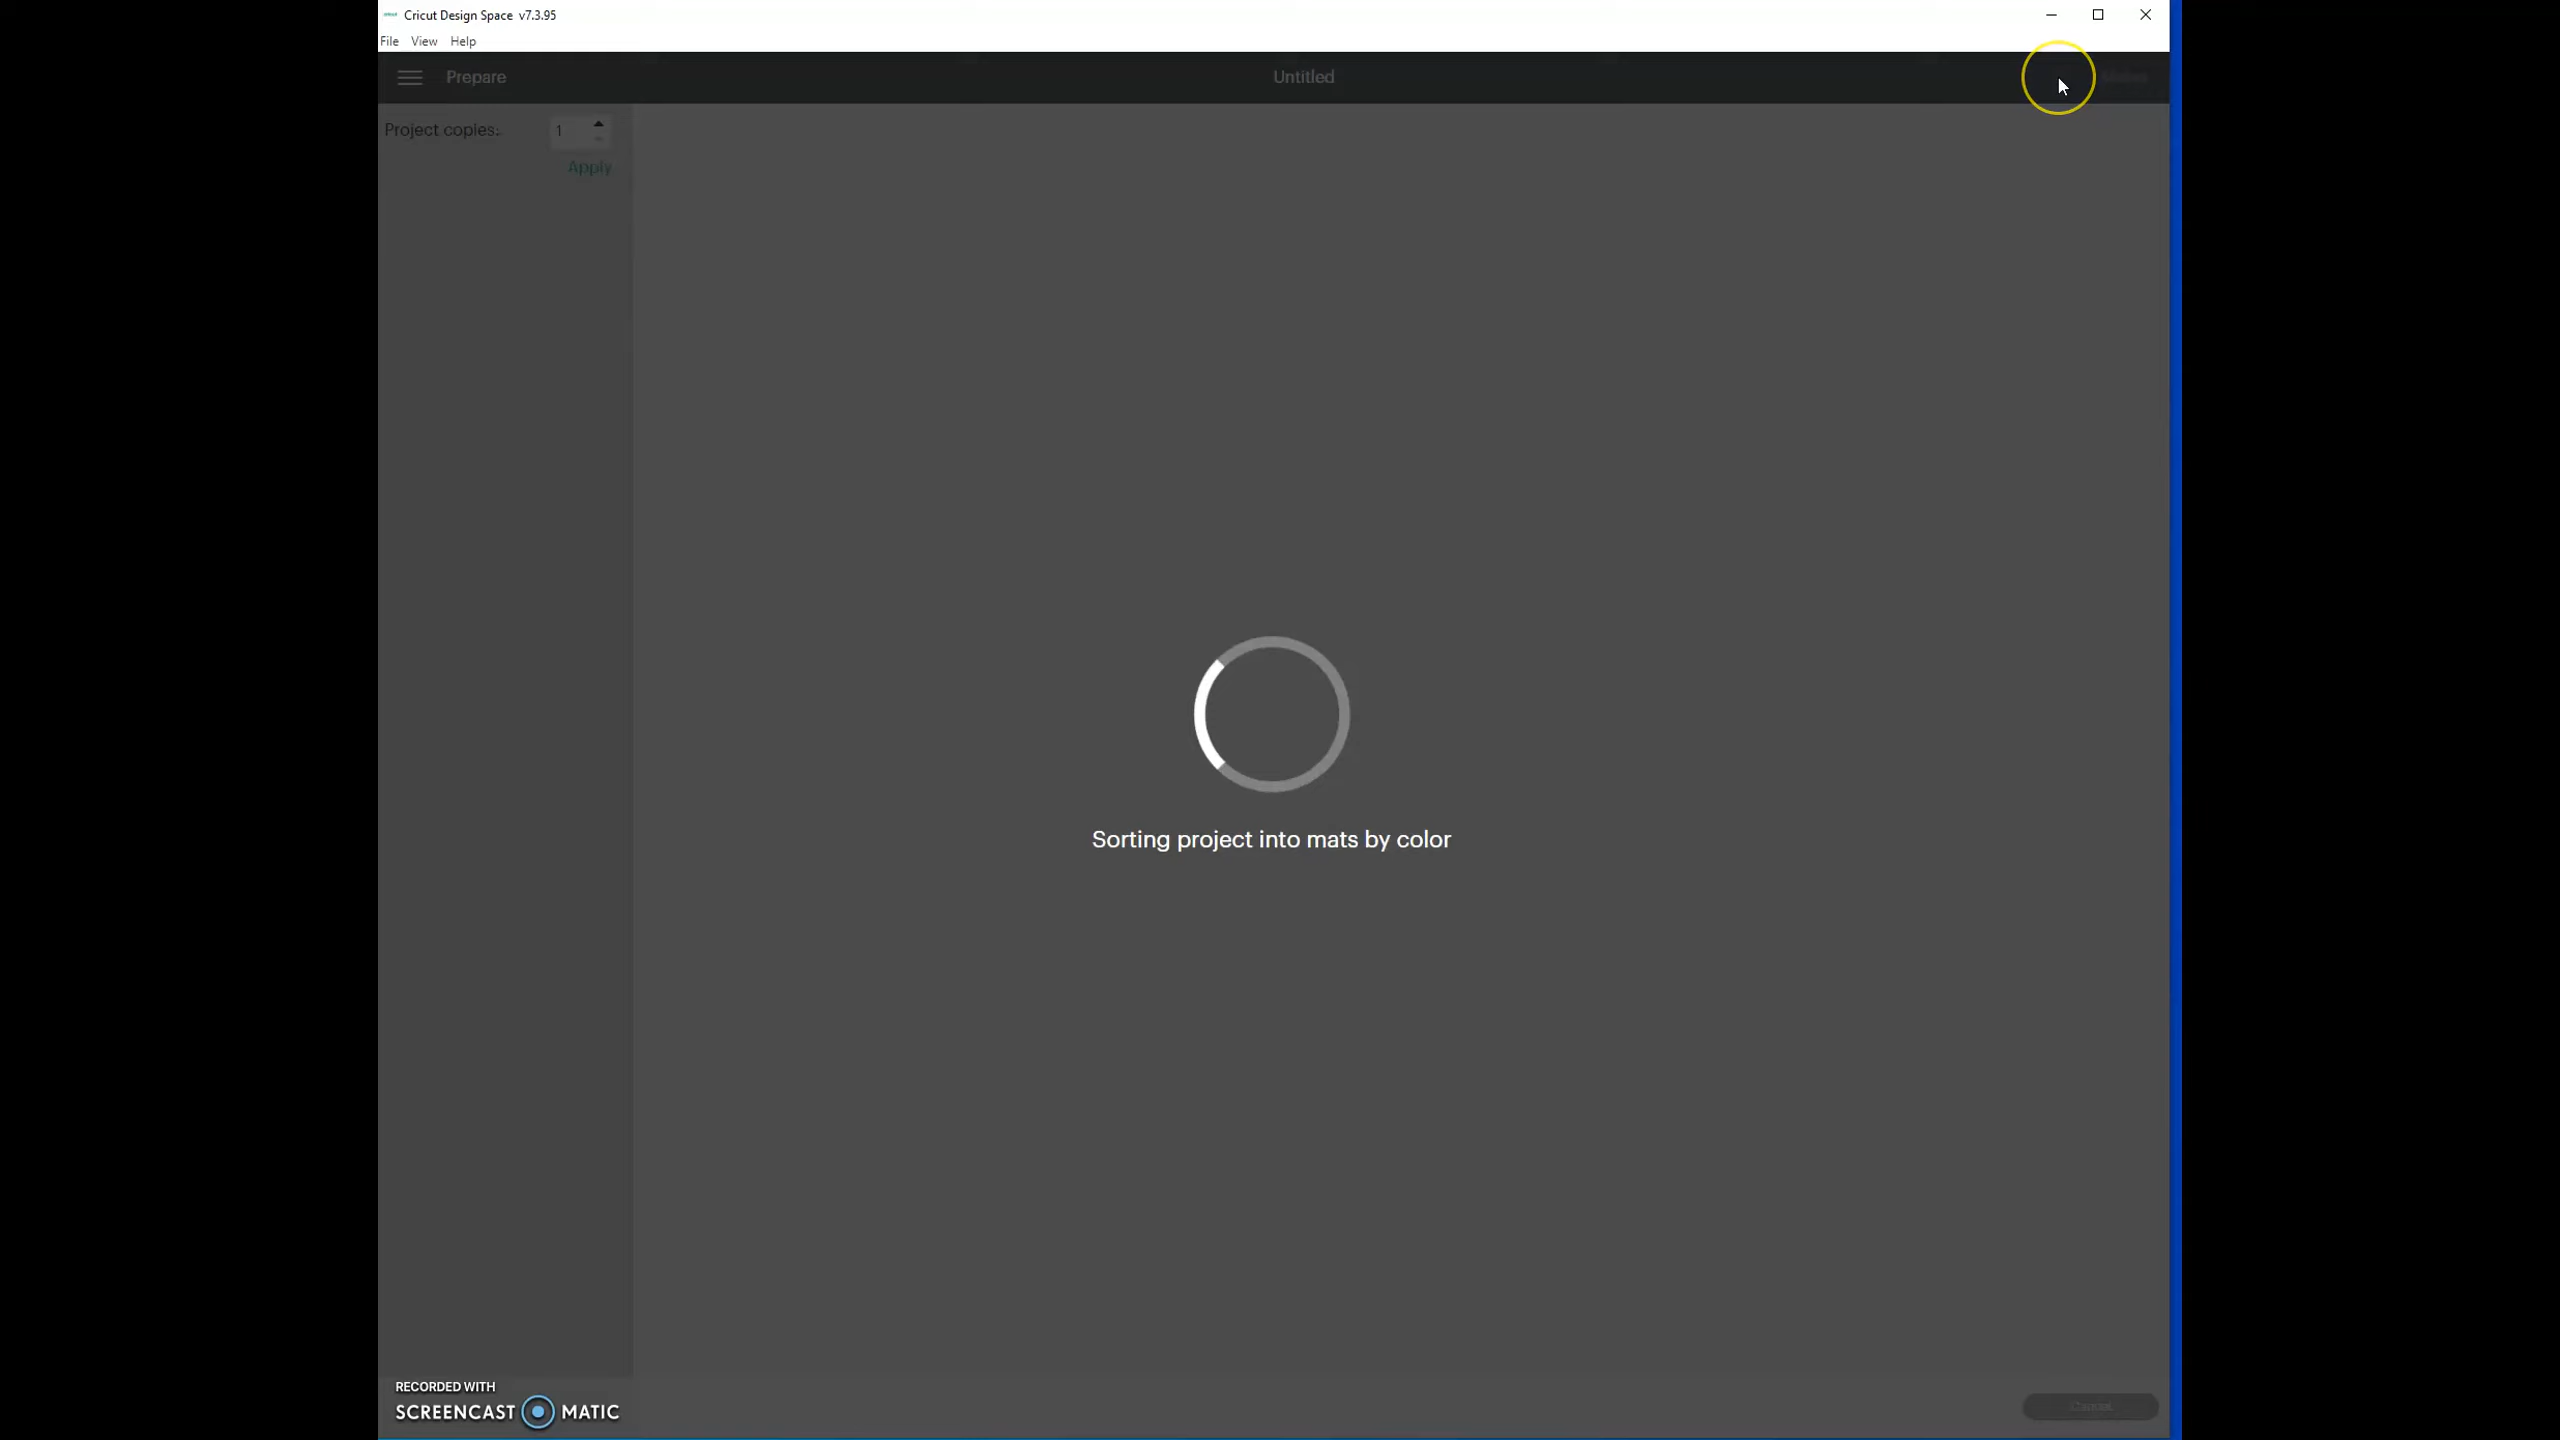 Cricut Design Space v7.3.95
File View Help
Prepare
Untitled
Project copies: 1
Apply
Sorting project into mats by color
RECORDED WITH
SCREENCAST MATIC
Cancel